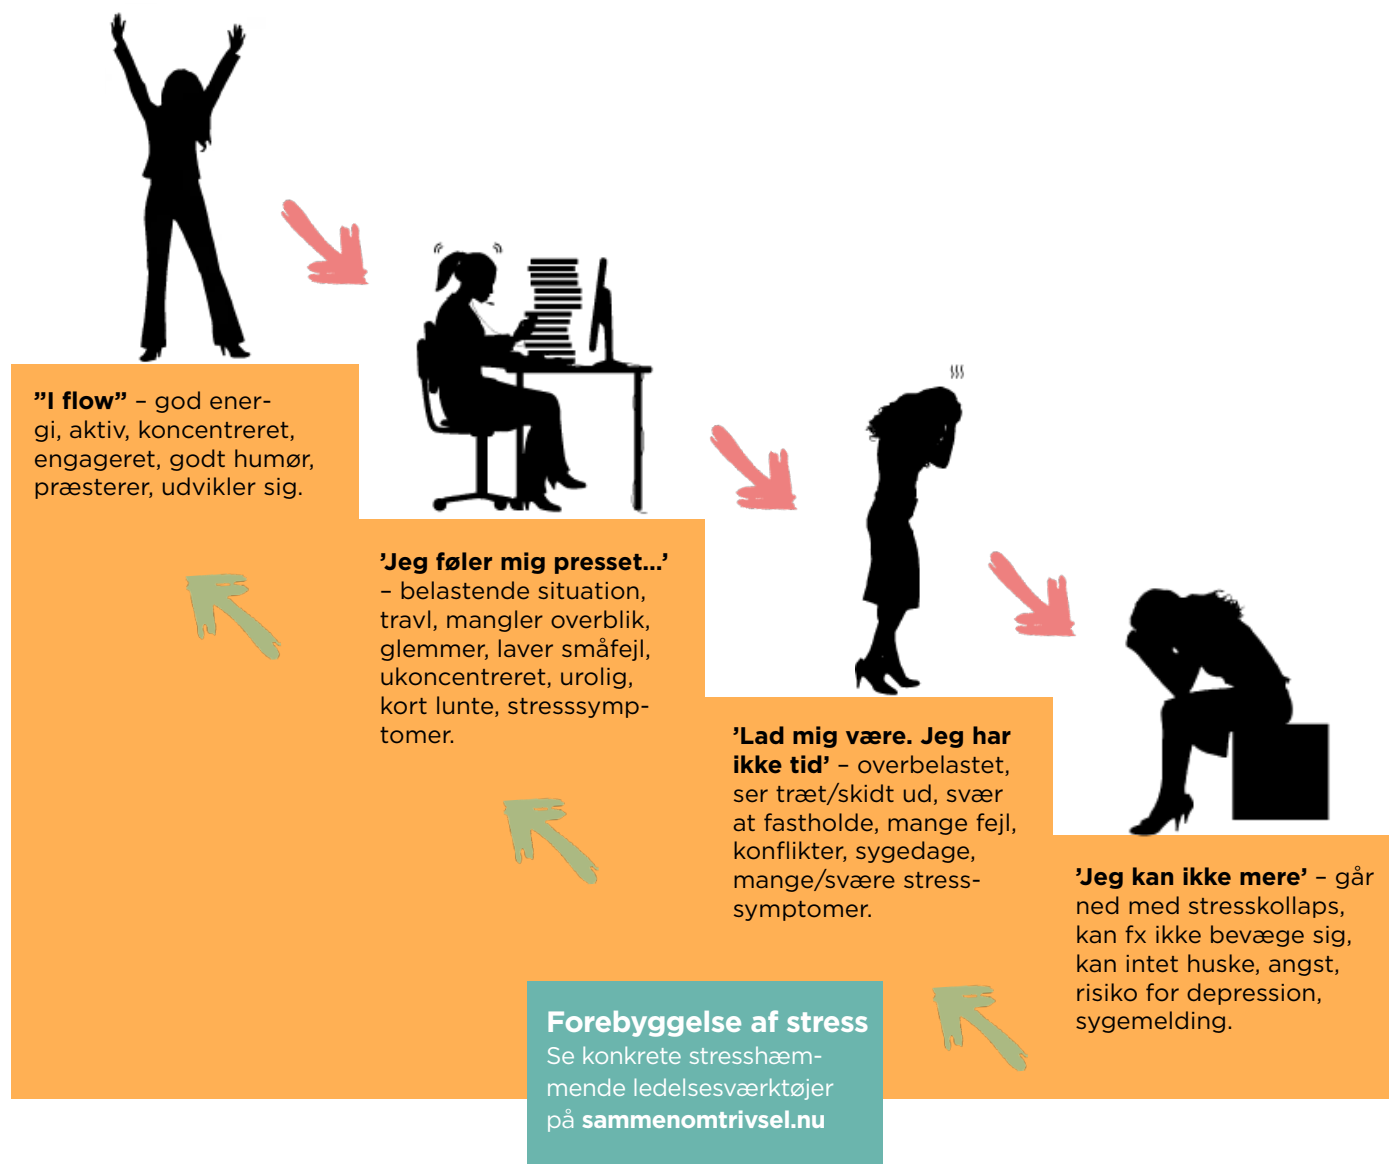 ”I flow” – god ener-
gi, aktiv, koncentreret,
engageret, godt humør,
præsterer, udvikler sig.
’Jeg føler mig presset...’
– belastende situation,
travl, mangler overblik,
glemmer, laver småfejl,
ukoncentreret, urolig,
kort lunte, stresssymp-
tomer.
’Lad mig være. Jeg har
ikke tid’ – overbelastet,
ser træt/skidt ud, svær
at fastholde, mange fejl,
konflikter, sygedage,
mange/svære stress-
symptomer.
’Jeg kan ikke mere’ – går
ned med stresskollaps,
kan fx ikke bevæge sig,
kan intet huske, angst,
risiko for depression,
sygemelding.
Forebyggelse af stress
Se konkrete stresshæm-
mende ledelsesværktøjer
på sammenomtrivsel.nu